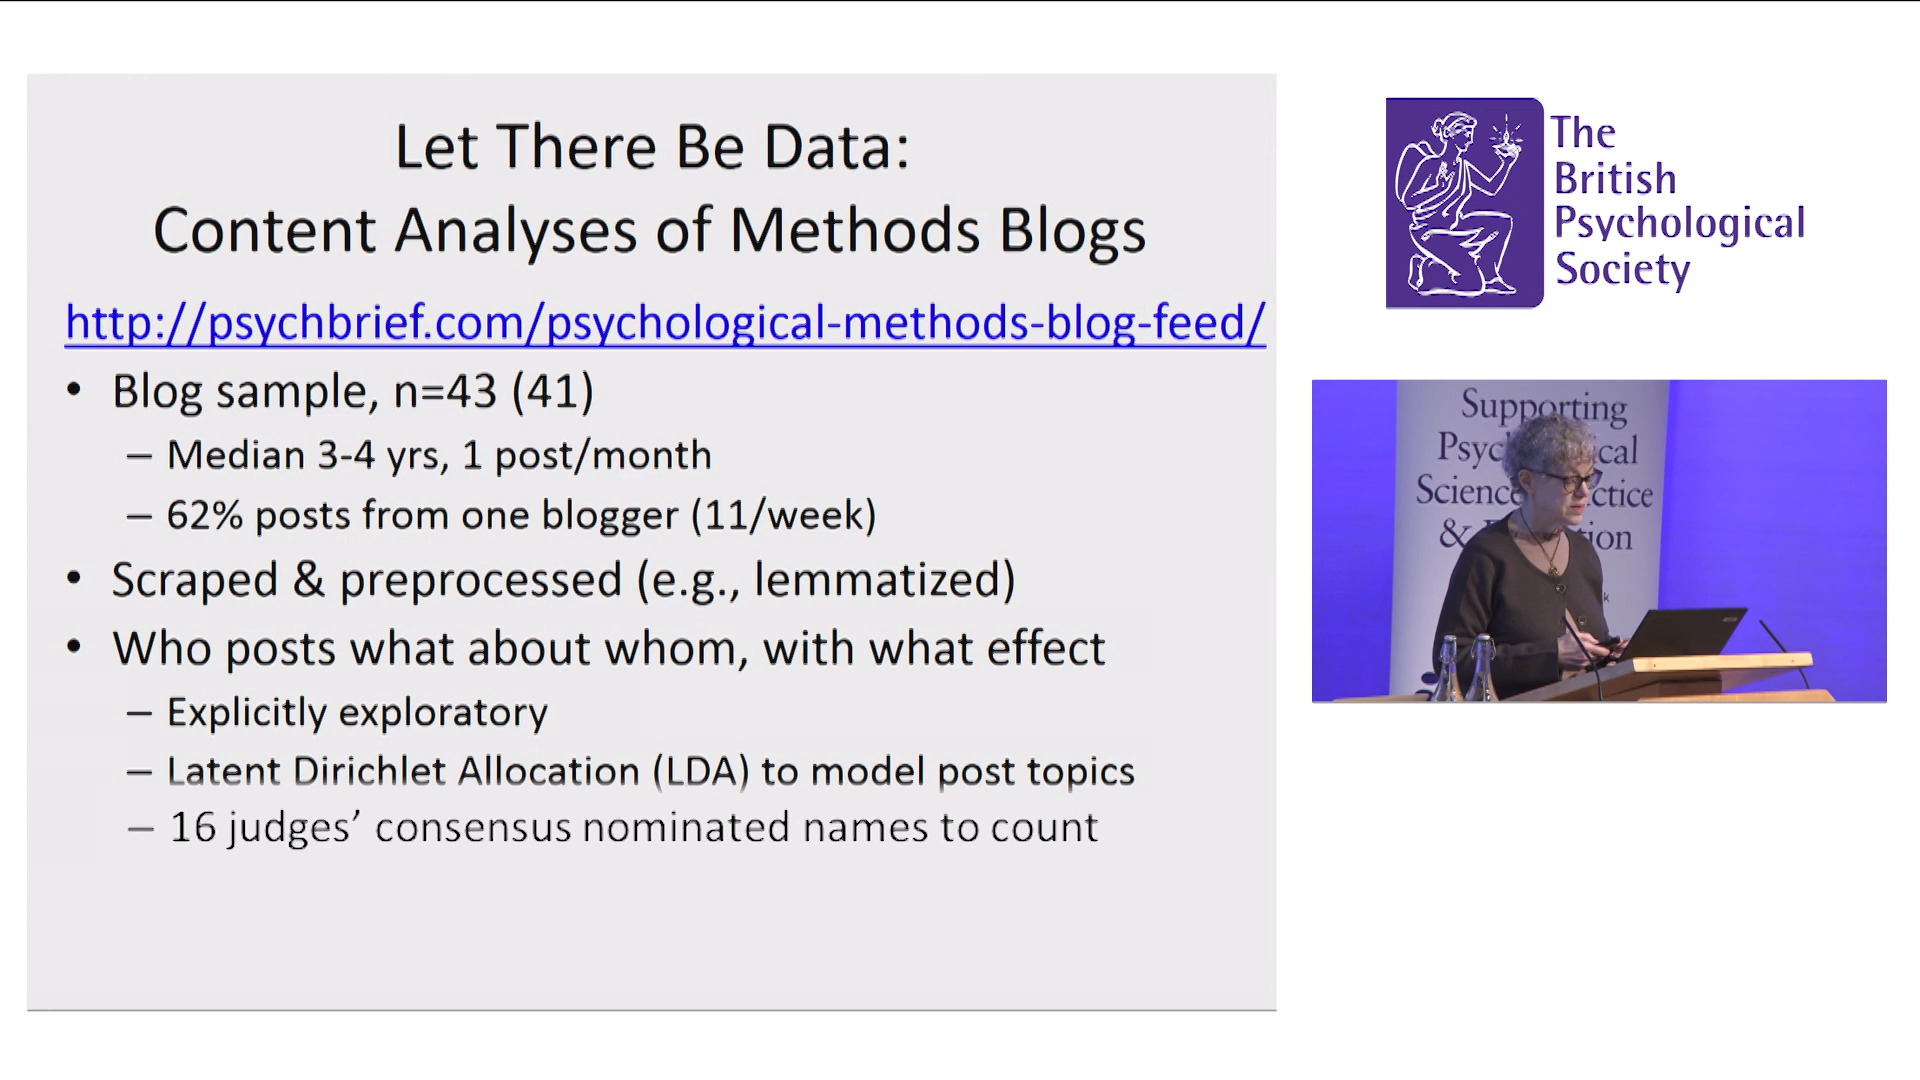 Let There Be Data:
Content Analyses of Methods Blogs
http://psychbrief.com/psychological-methods-blog-feed/
• Blog sample, n=43 (41)
– Median 3-4 yrs, 1 post/month
– 62% posts from one blogger (11/week)
• Scraped & preprocessed (e.g., lemmatized)
• Who posts what about whom, with what effect
– Explicitly exploratory
– Latent Dirichlet Allocation (LDA) to model post topics
– 16 judges’ consensus nominated names to count
The
British
Psychological
Society
Supporting
Science
&